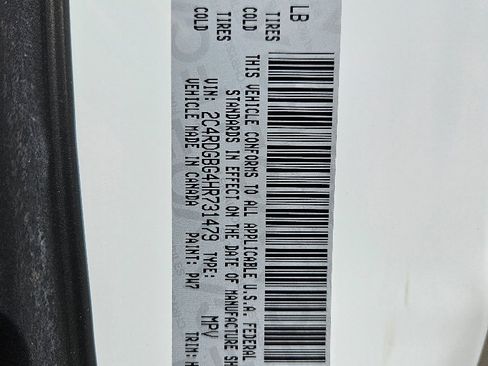 LB
TIRES COLD
TIRES COLD
THIS VEHICLE CONFORMS TO ALL APPLICABLE U.S.A. FEDERAL
STANDARDS IN EFFECT ON THE DATE OF MANUFACTURE SH
VIN: 2C4RDGBG4HR731479 TYPE: MPV
VEHICLE MADE IN CANADA PAINT: PW7 TRIM: H